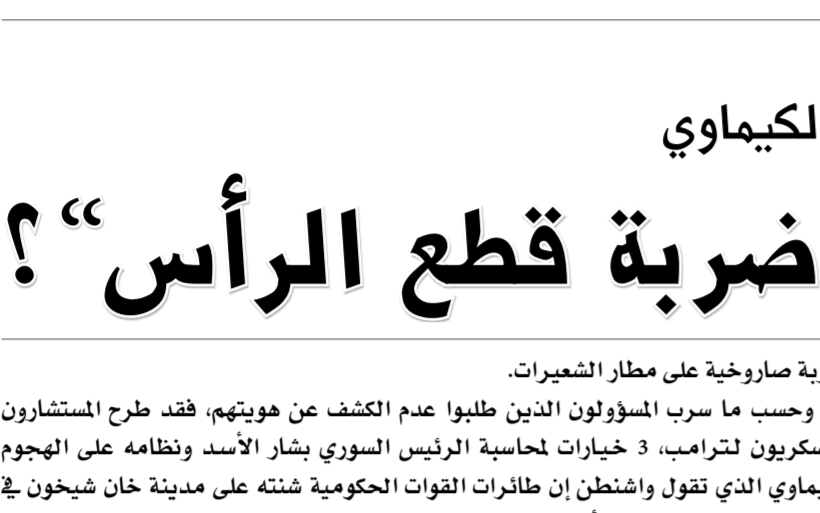 لكيماوي
ضربة قطع الرأس“؟
بة صاروخية على مطار الشعيرات.
وحسب ما سرب المسؤولون الذين طلبوا عدم الكشف عن هويتهم، فقد طرح المستشارون
سكريون لترامب، 3 خيارات لمحاسبة الرئيس السوري بشار الأسد ونظامه على الهجوم
يماوي الذي تقول واشنطن إن طائرات القوات الحكومية شنته على مدينة خان شيخون في